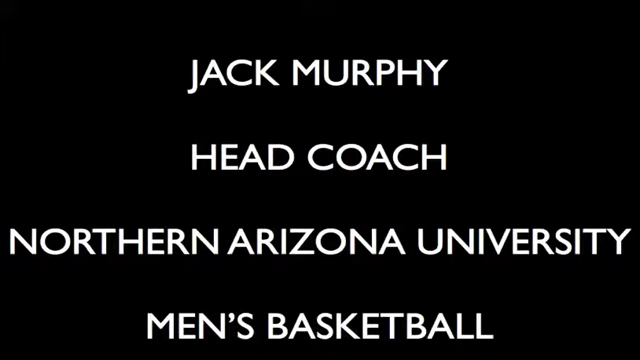 JACK MURPHY
HEAD COACH
NORTHERN ARIZONA UNIVERSITY
MEN’S BASKETBALL